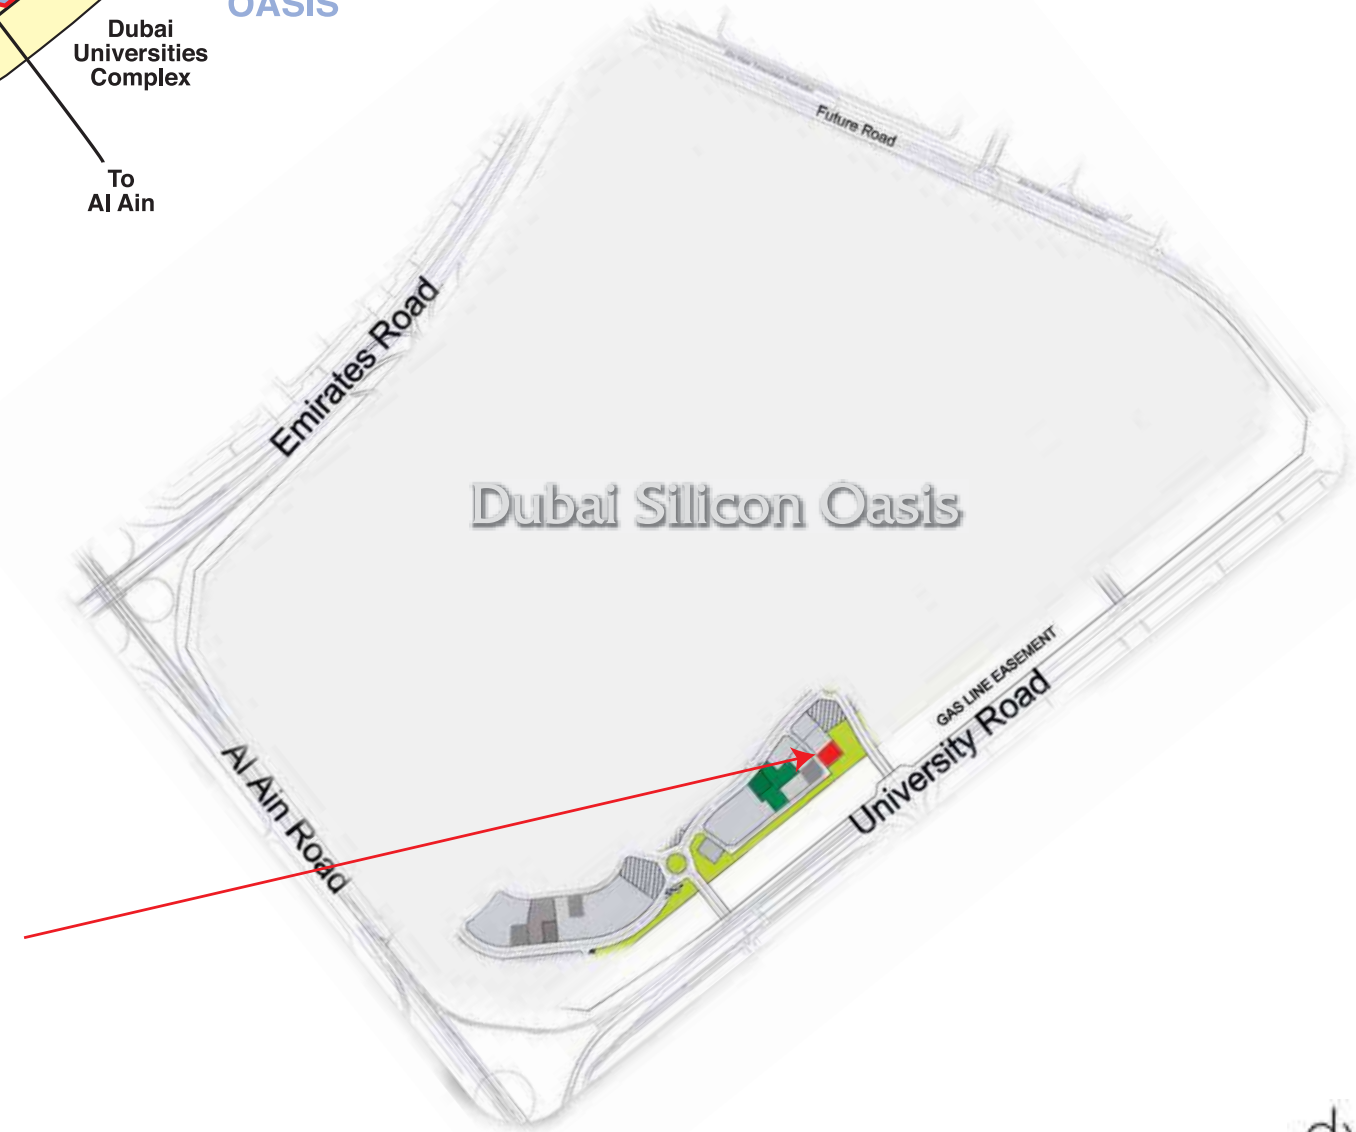 OASIS
Dubai
Universities
Complex
To
Al Ain
Future Road
Emirates Road
Dubai Silicon Oasis
GAS LINE EASEMENT
University Road
Al Ain Road